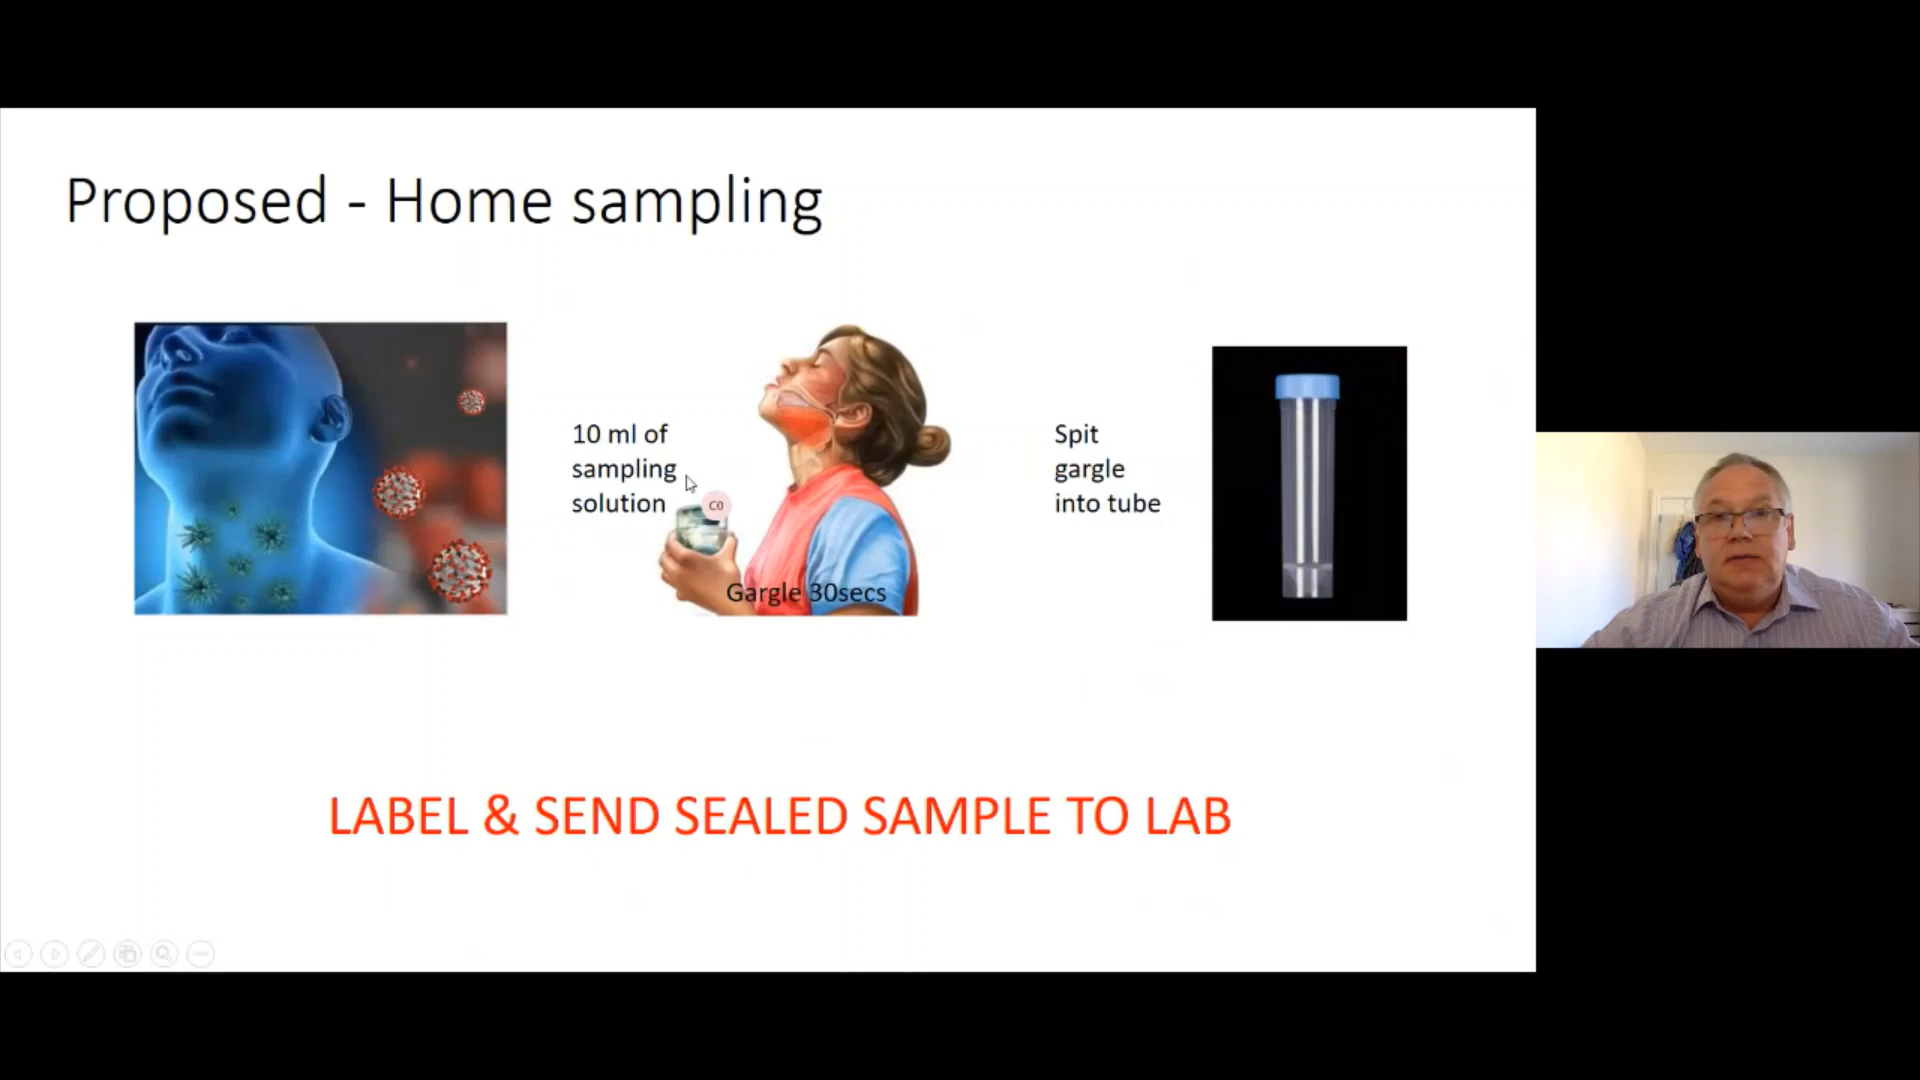 Proposed - Home sampling
10 ml of
sampling
solution
C0
Gargle 30secs
Spit
gargle
into tube
LABEL & SEND SEALED SAMPLE TO LAB